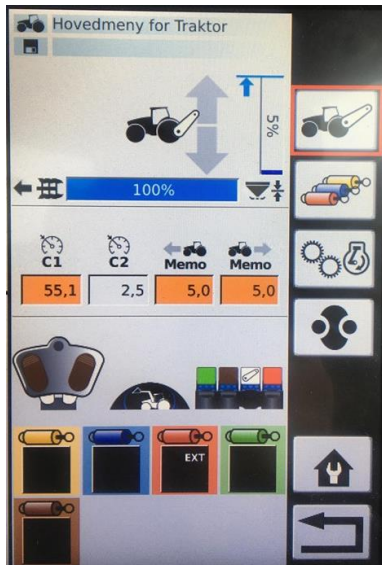 Hovedmeny for Traktor
5%
100%
C1 C2 Memo Memo
55,1 2,5 5,0 5,0
EXT